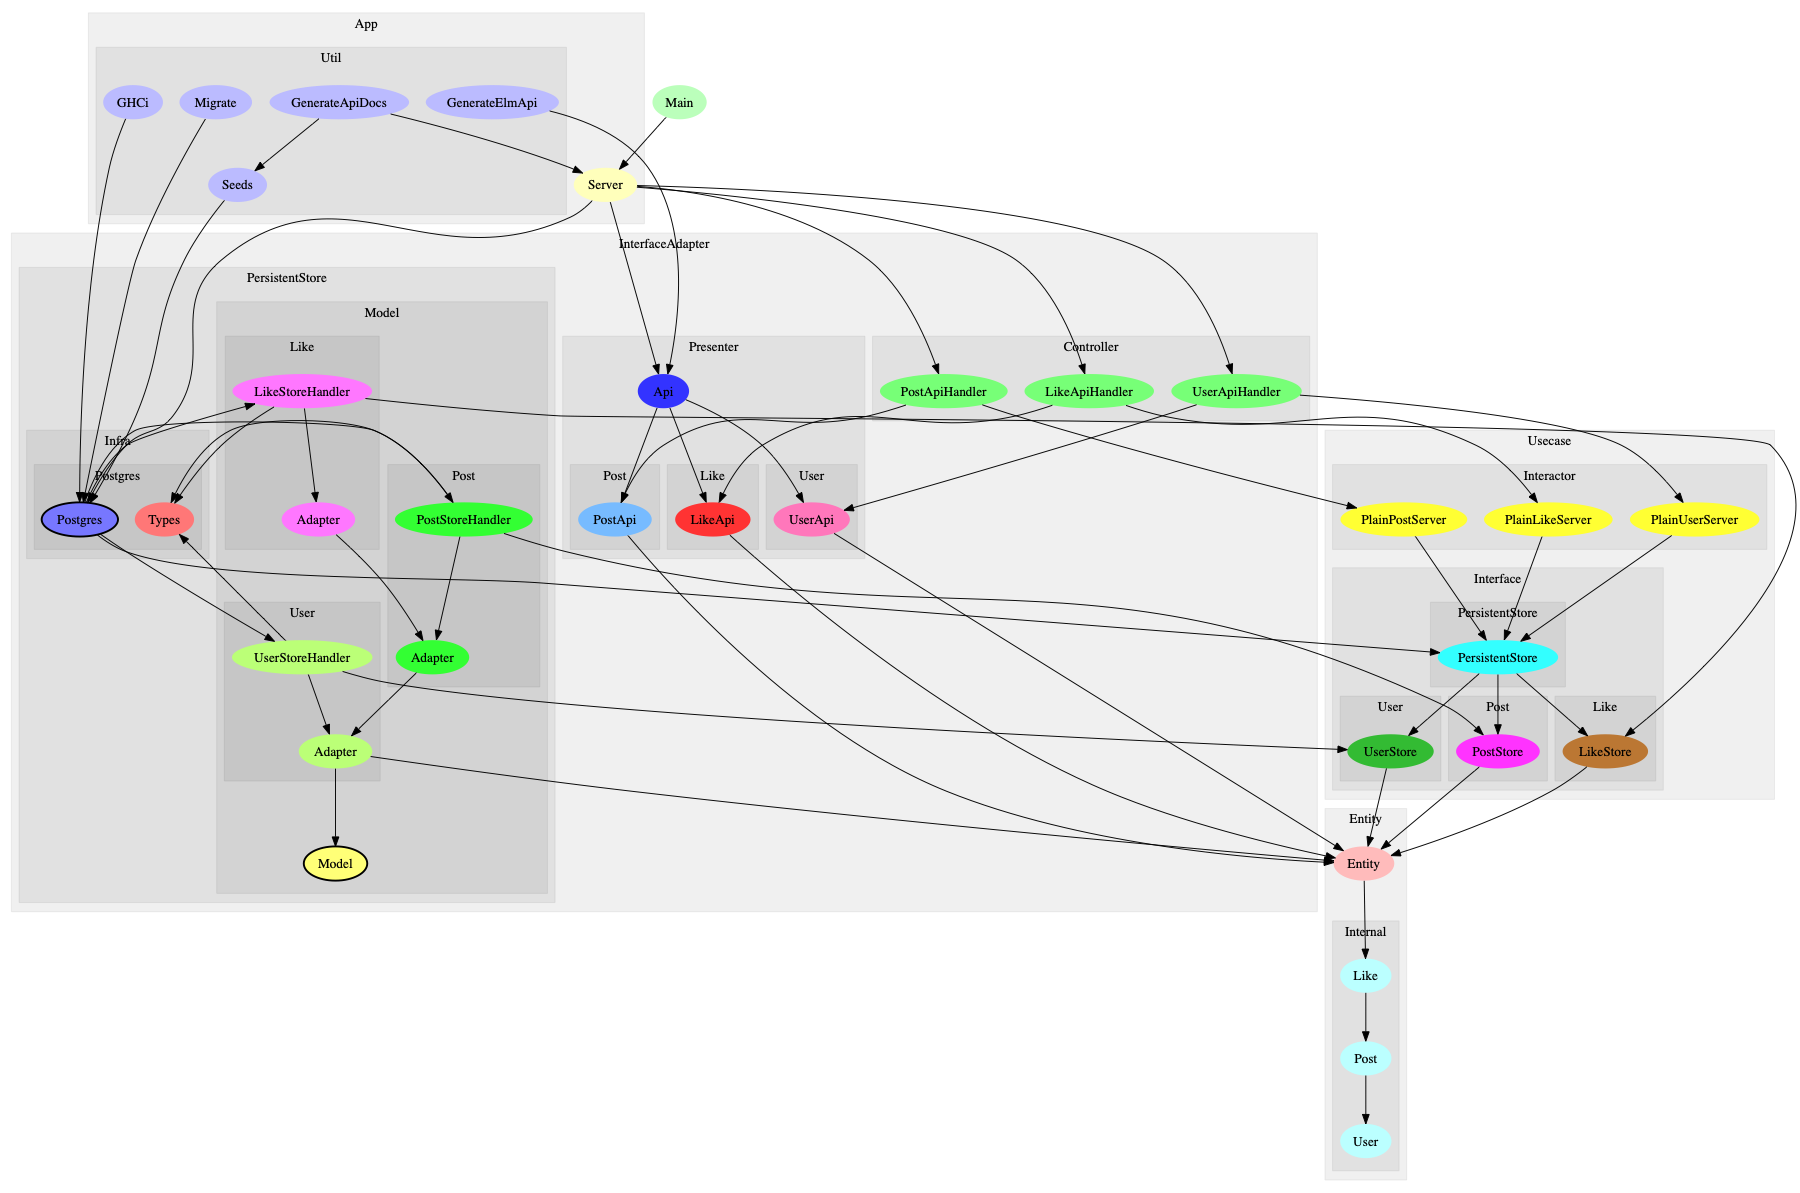 App
Util
GHCi
Migrate
GenerateApiDocs
GenerateElmApi
Main
Seeds
Server
InterfaceAdapter
PersistentStore
Model
Like
Presenter
Controller
LikeStoreHandler
Api
PostApiHandler
LikeApiHandler
UserApiHandler
Infra
Usecase
Postgres
Post
Post
Like
User
Interactor
Postgres
Types
Adapter
PostStoreHandler
PostApi
LikeApi
UserApi
PlainPostServer
PlainLikeServer
PlainUserServer
Interface
User
PersistentStore
UserStoreHandler
Adapter
PersistentStore
User
Post
Like
Adapter
UserStore
PostStore
LikeStore
Entity
Model
Entity
Internal
Like
Post
User